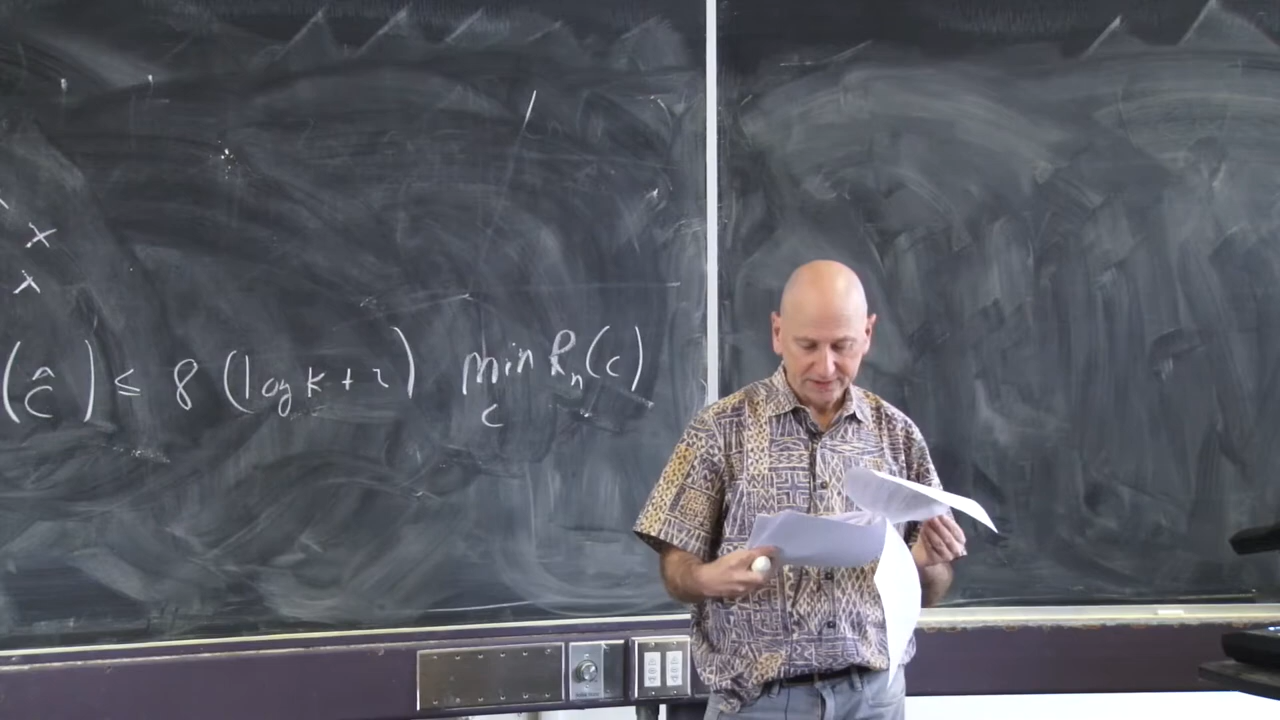 x
x
(ĉ) ≤ 8 (log k + 2) min Rₙ(c)
c